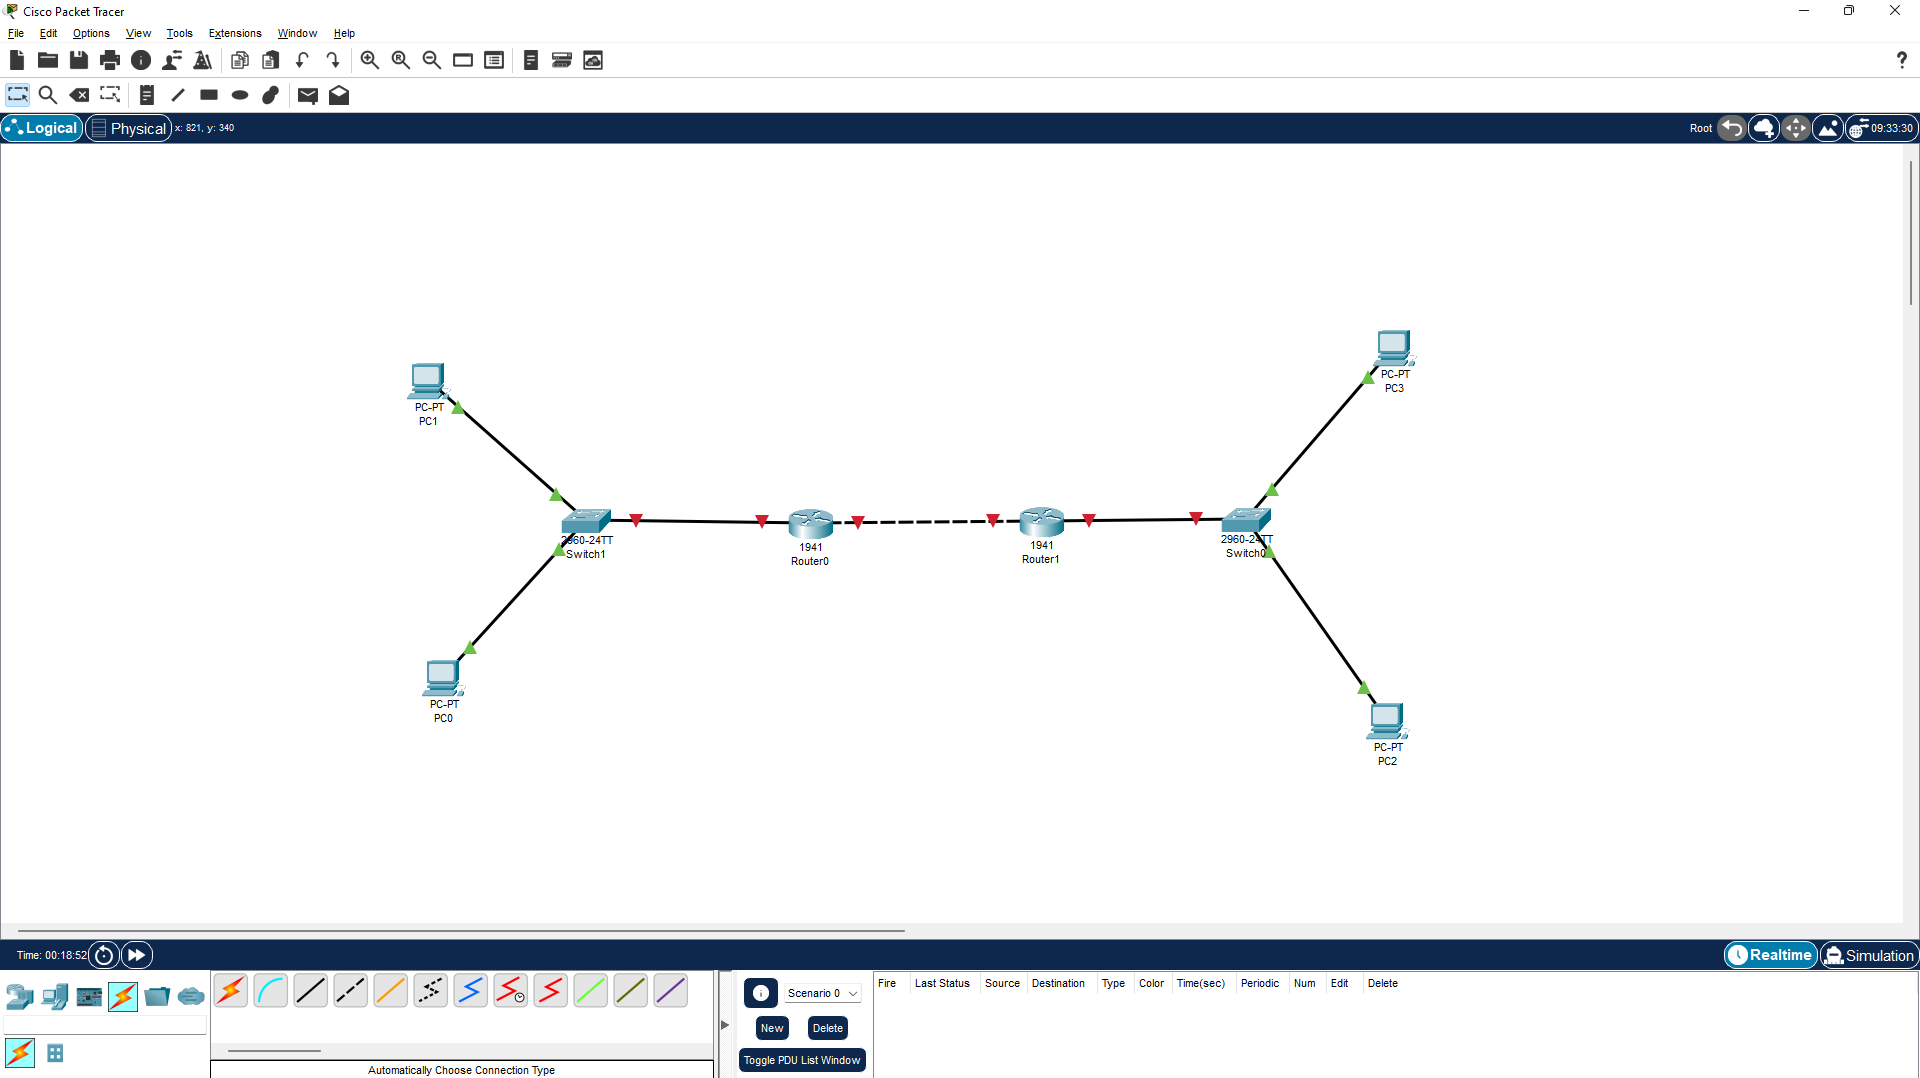 Cisco Packet Tracer
File Edit Options View Tools Extensions Window Help
Logical Physical x: 821, y: 340 Root 09:33:30
PC-PT
PC3
PC-PT
PC1
2960-24TT
Switch1
1941
Router0
1941
Router1
2960-24TT
Switch0
PC-PT
PC0
PC-PT
PC2
Time: 00:18:52 Realtime Simulation
Scenario 0
New Delete
Toggle PDU List Window
Fire Last Status Source Destination Type Color Time(sec) Periodic Num Edit Delete
Automatically Choose Connection Type